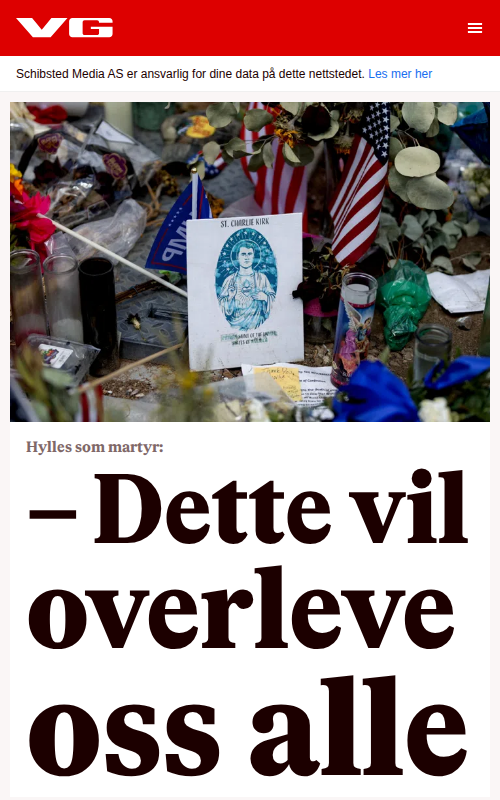 VG
Schibsted Media AS er ansvarlig for dine data på dette nettstedet. Les mer her
ST. CHARLIE KIRK
Hylles som martyr:
– Dette vil
overleve
oss alle